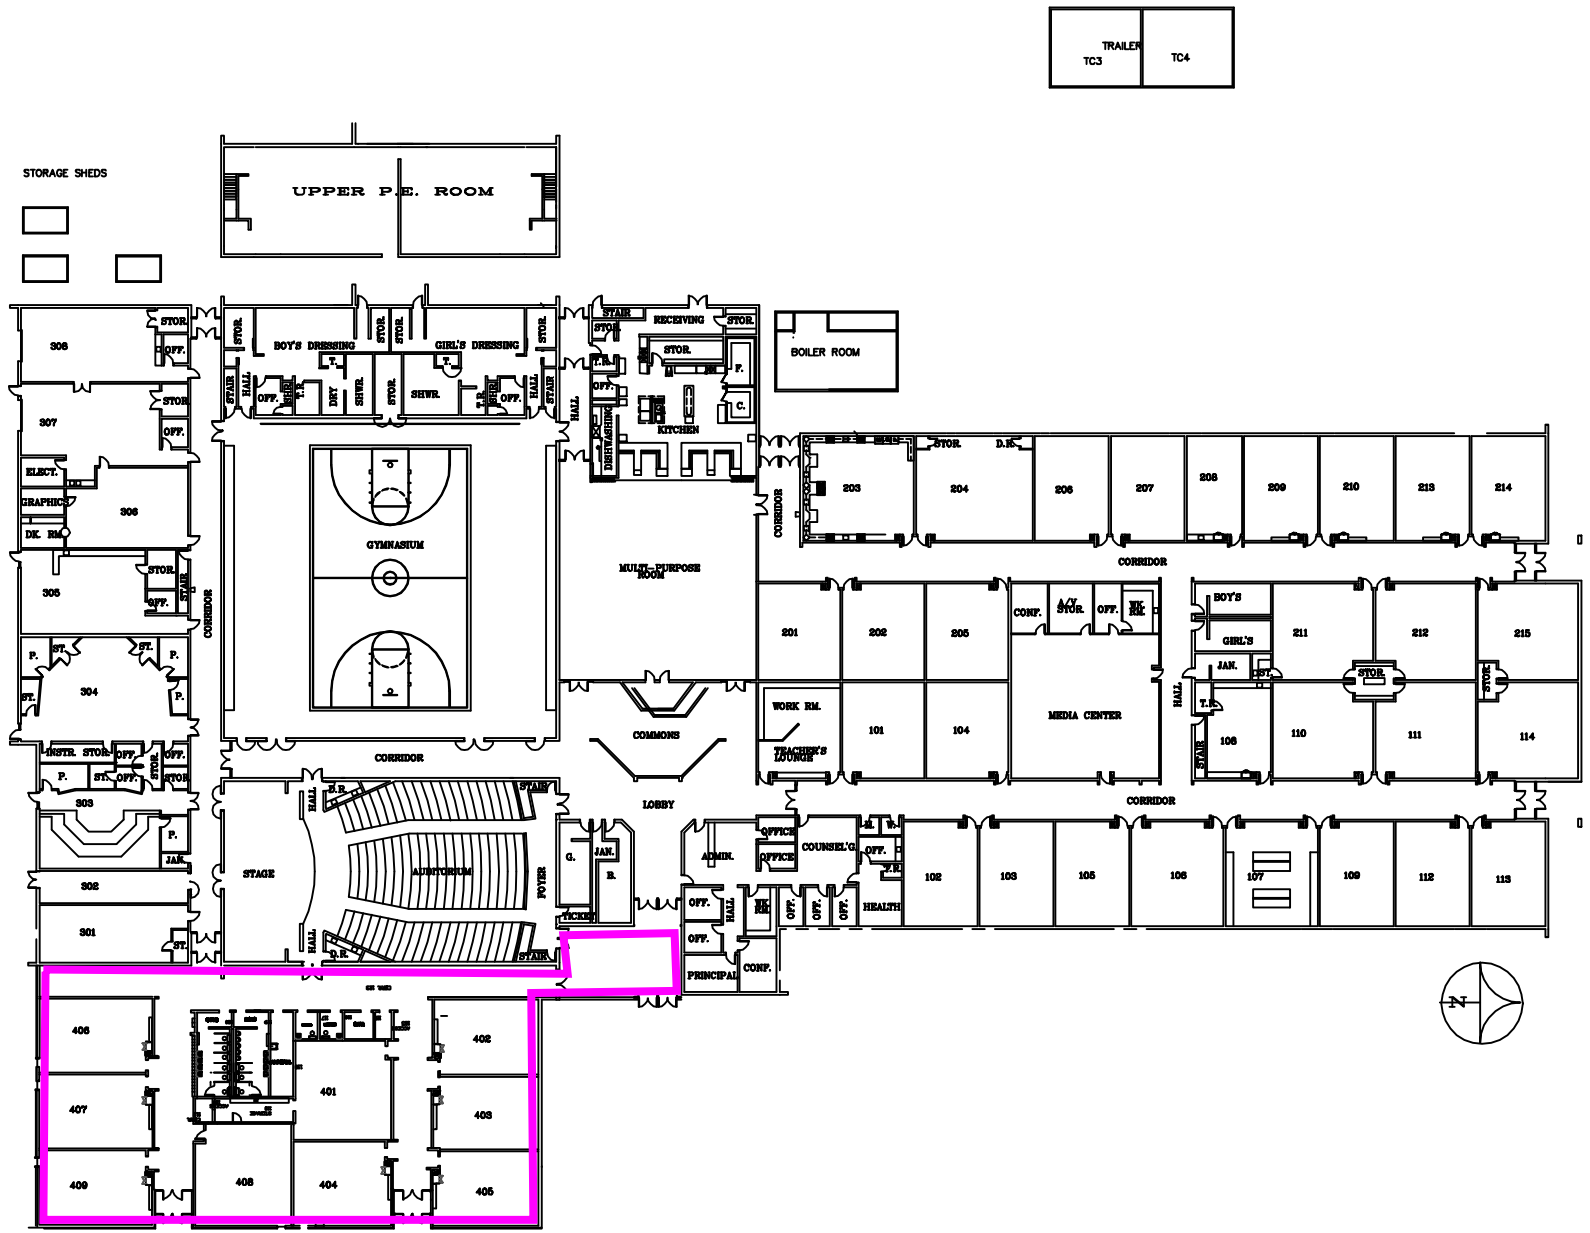 TRAILER
TC3
TC4
STORAGE SHEDS
UPPER P.E. ROOM
308
STOR.
OFF.
STOR.
OFF.
307
ELECT.
GRAPHICS
DK. RM.
306
305
STOR.
OFF.
STAIR
CORRIDOR
P.
ST.
ST.
P.
304
ST.
P.
INSTR. STOR.
OFF.
STOR.
OFF.
P.
ST.
OFF.
STOR.
303
P.
JAN.
302
301
ST.
STOR.
BOY'S DRESSING
STOR.
STOR.
GIRL'S DRESSING
STOR.
STAIR
HALL
OFF.
SHR.
T.R.
T.
DRY
SHWR.
STOR.
SHWR.
T.
T.R.
SHR.
OFF.
HALL
STAIR
GYMNASIUM
CORRIDOR
HALL
STAIR
RECEIVING
STOR.
STOR.
STOR.
T.R.
OFF.
F.
C.
KITCHEN
DISHWASHING
BOILER ROOM
MULTI-PURPOSE
ROOM
CORRIDOR
203
STOR.
D.R.
204
206
207
208
209
210
213
214
CORRIDOR
201
202
205
CONF.
A/V
STOR.
OFF.
WK.
RM.
BOY'S
GIRL'S
JAN.
ST.
HALL
T.R.
STAIR
211
212
215
STOR.
STOR.
WORK RM.
TEACHER'S
LOUNGE
101
104
MEDIA CENTER
108
110
111
114
COMMONS
LOBBY
CORRIDOR
HALL
D.R.
STAIR
STAGE
AUDITORIUM
FOYER
HALL
D.R.
STAIR
G.
JAN.
B.
TICKET
ADMIN.
OFFICE
OFFICE
COUNSEL'G.
M.
W.
OFF.
T.R.
HEALTH
OFF.
OFF.
HALL
WK.
RM.
OFF.
OFF.
OFF.
PRINCIPAL
CONF.
102
103
105
106
107
109
112
113
N
406
407
409
401
408
404
402
403
405